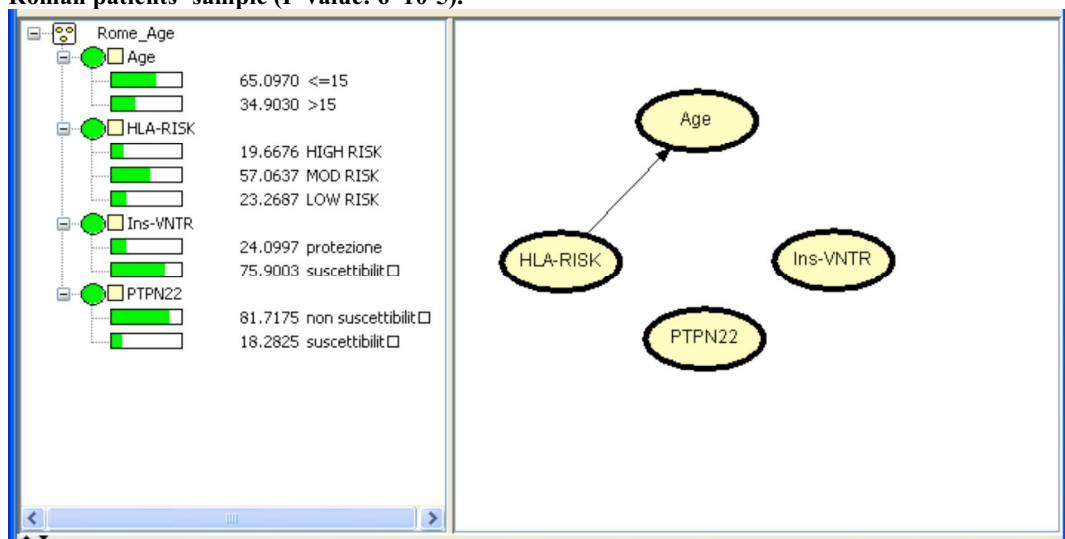 Roman patients' sample (P-value: 6*10-5).
Rome_Age
Age
65.0970 <=15
34.9030 >15
HLA-RISK
19.6676 HIGH RISK
57.0637 MOD RISK
23.2687 LOW RISK
Ins-VNTR
24.0997 protezione
75.9003 suscettibilit□
PTPN22
81.7175 non suscettibilit□
18.2825 suscettibilit□
Age
HLA-RISK
Ins-VNTR
PTPN22